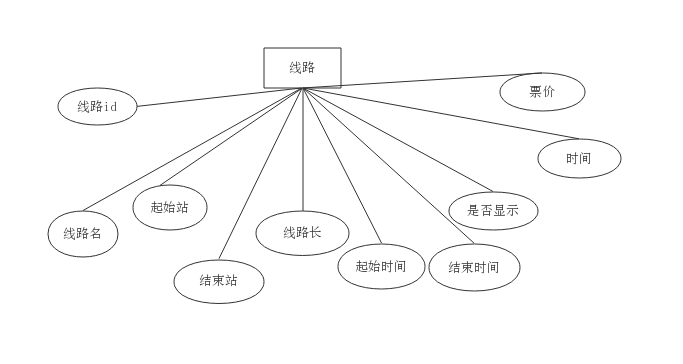 线路
票价
线路id
时间
起始站
是否显示
线路名
线路长
起始时间
结束时间
结束站